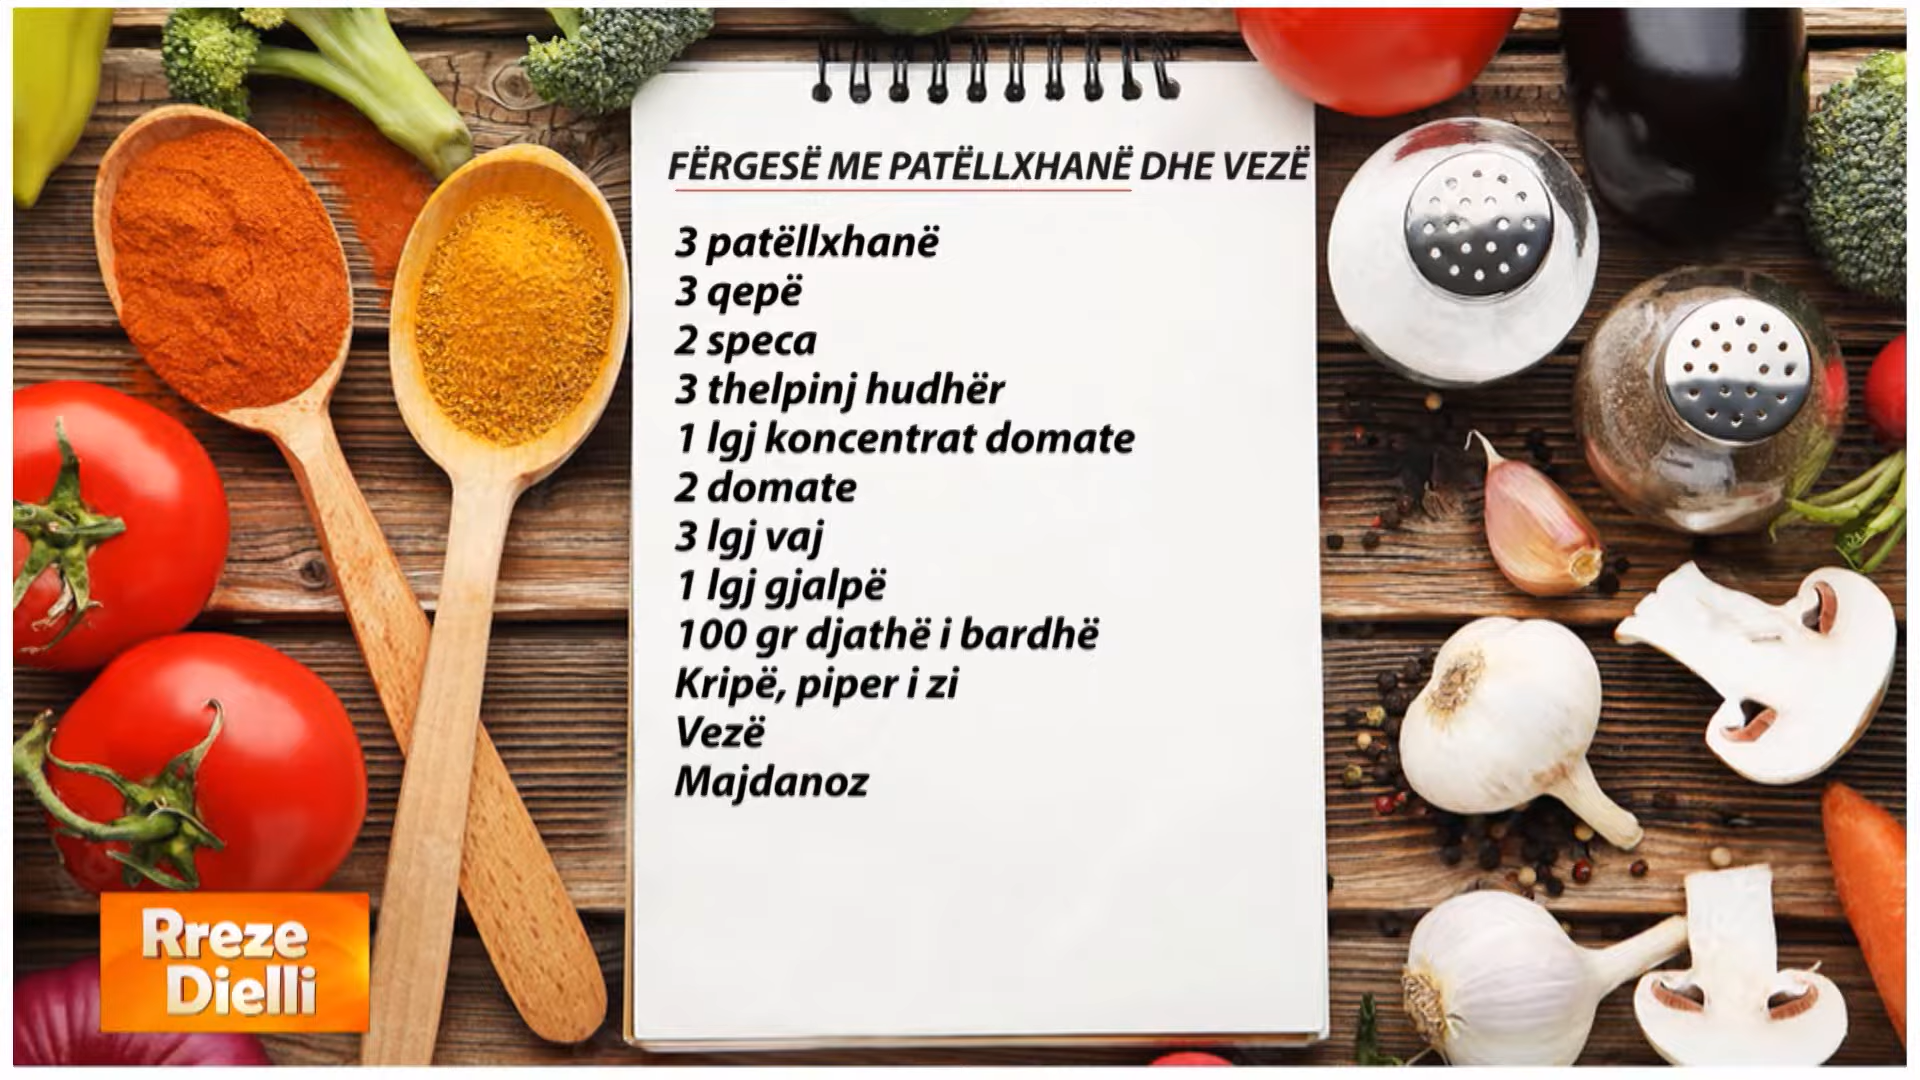 FËRGESË ME PATËLLXHANË DHE VEZË
3 patëllxhanë
3 qepë
2 speca
3 thelpinj hudhër
1 lgj koncentrat domate
2 domate
3 lgj vaj
1 lgj gjalpë
100 gr djathë i bardhë
Kripë, piper i zi
Vezë
Majdanoz
Rreze
Dielli